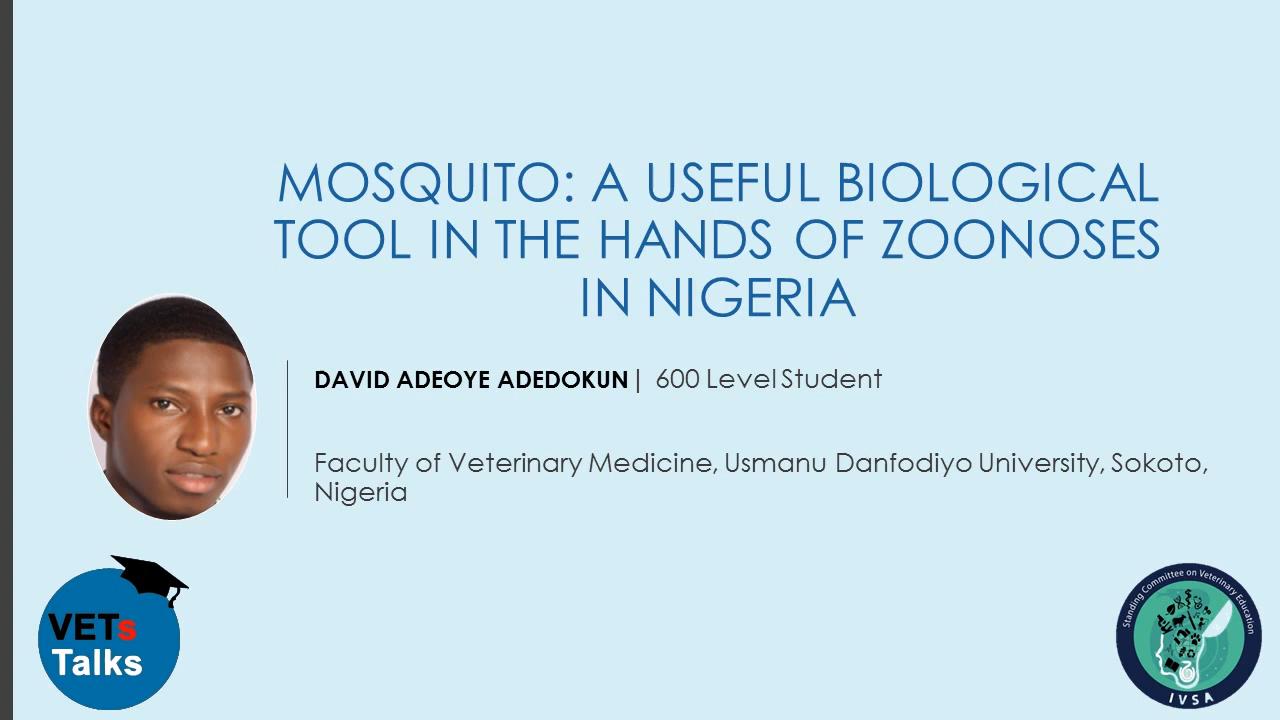 MOSQUITO: A USEFUL BIOLOGICAL
TOOL IN THE HANDS OF ZOONOSES
IN NIGERIA
DAVID ADEOYE ADEDOKUN| 600 Level Student
Faculty of Veterinary Medicine, Usmanu Danfodiyo University, Sokoto,
Nigeria
VETs
Talks
Standing Committee on Veterinary Education
IVSA